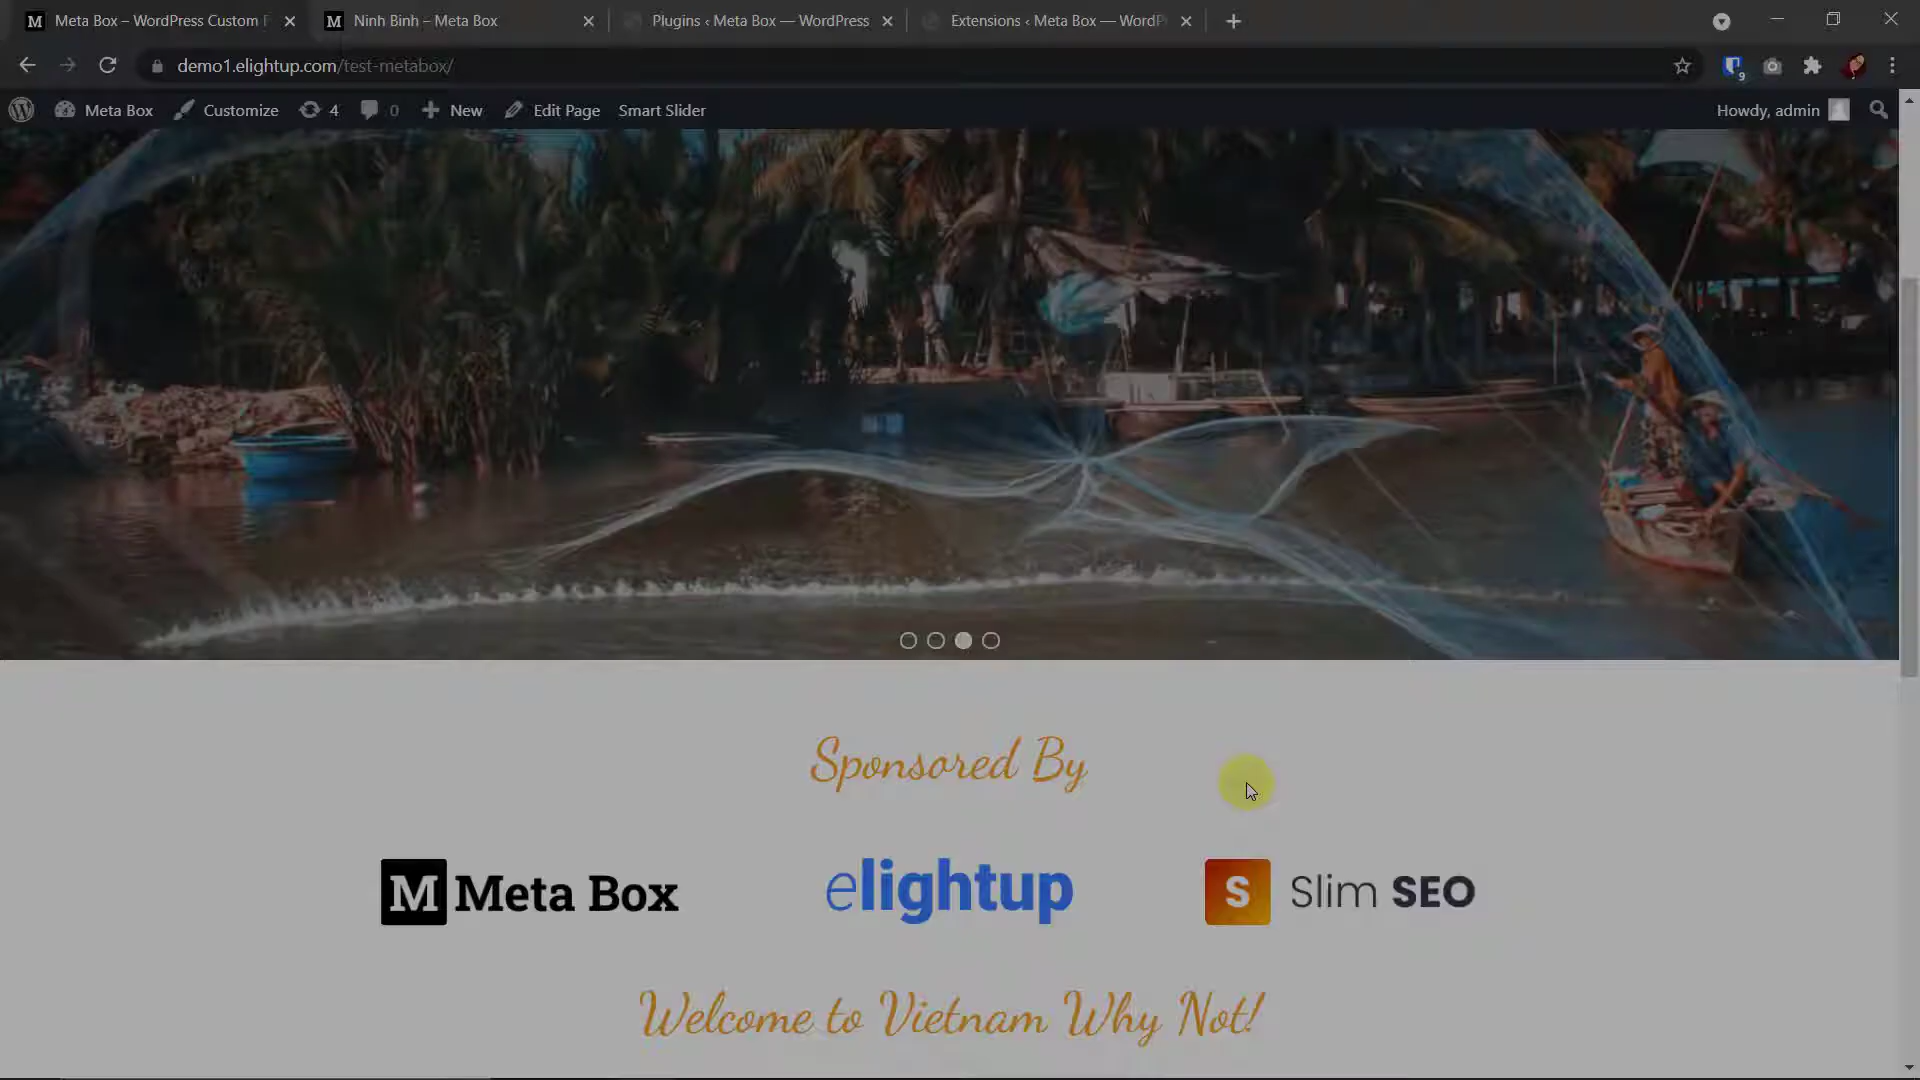 Meta Box – WordPress Custom F
Ninh Binh – Meta Box
Plugins ‹ Meta Box — WordPress
Extensions ‹ Meta Box — WordP
demo1.elightup.com/test-metabox/
9
Meta Box
Customize
4
0
New
Edit Page
Smart Slider
Howdy, admin
Sponsored By
M Meta Box
elightup
S Slim SEO
Welcome to Vietnam Why Not!